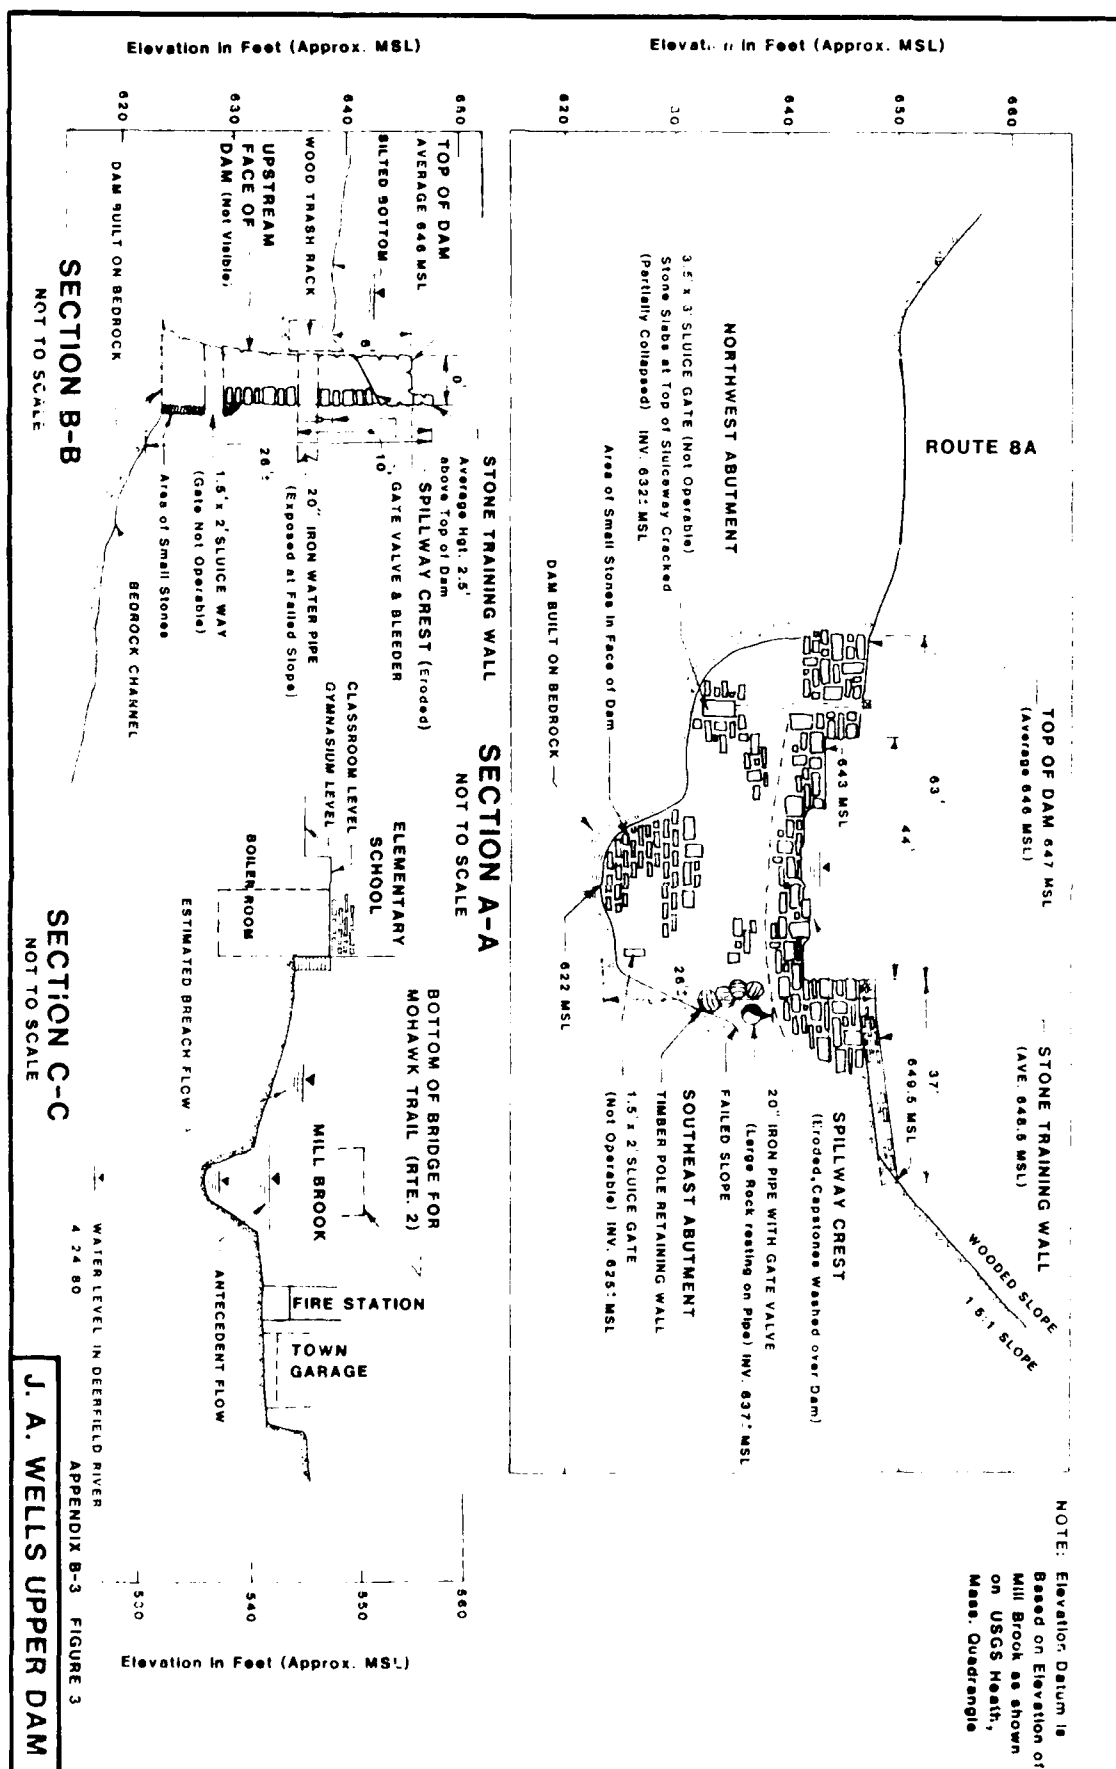 NOTE: Elevation Datum is
Based on Elevation of
Mill Brook as shown
on USGS Heath,
Mass. Quadrangle
Elevation in Feet (Approx. MSL)
660
650
640
30
620
ROUTE 8A
NORTHWEST ABUTMENT
3.5' x 3' SLUICE GATE (Not Operable)
Stone Slabs at Top of Sluiceway Cracked
(Partially Collapsed) INV. 632± MSL
Area of Small Stones in Face of Dam
DAM BUILT ON BEDROCK
TOP OF DAM 647 MSL
(Average 646 MSL)
63'
44'
643 MSL
37'
STONE TRAINING WALL
(AVE. 648.5 MSL)
649.5 MSL
WOODED SLOPE
1.5:1 SLOPE
SPILLWAY CREST
(Eroded, Capstones Washed over Dam)
20" IRON PIPE WITH GATE VALVE
(Large Rock resting on Pipe) INV. 637± MSL
FAILED SLOPE
SOUTHEAST ABUTMENT
TIMBER POLE RETAINING WALL
1.5' x 2' SLUICE GATE
(Not Operable) INV. 625± MSL
26'±
622 MSL
SECTION A-A
NOT TO SCALE
Elevation in Feet (Approx. MSL)
650
640
630
620
TOP OF DAM
AVERAGE 646 MSL
SILTED BOTTOM
WOOD TRASH RACK
UPSTREAM
FACE OF
DAM (Not Visible)
DAM BUILT ON BEDROCK
6'
10'
26'±
STONE TRAINING WALL
Average Hgt. 2.5'
above Top of Dam
SPILLWAY CREST (Eroded)
GATE VALVE & BLEEDER
20" IRON WATER PIPE
(Exposed at Failed Slope)
1.5' x 2' SLUICE WAY
(Gate Not Operable)
Area of Small Stones
BEDROCK CHANNEL
SECTION B-B
NOT TO SCALE
ELEMENTARY
SCHOOL
CLASSROOM LEVEL
GYMNASIUM LEVEL
BOILER ROOM
ESTIMATED BREACH FLOW
BOTTOM OF BRIDGE FOR
MOHAWK TRAIL (RTE. 2)
MILL BROOK
ANTECEDENT FLOW
FIRE STATION
TOWN
GARAGE
WATER LEVEL IN DEERFIELD RIVER
4 24 80
560
550
540
530
Elevation in Feet (Approx. MSL)
SECTION C-C
NOT TO SCALE
APPENDIX B-3 FIGURE 3
J. A. WELLS UPPER DAM